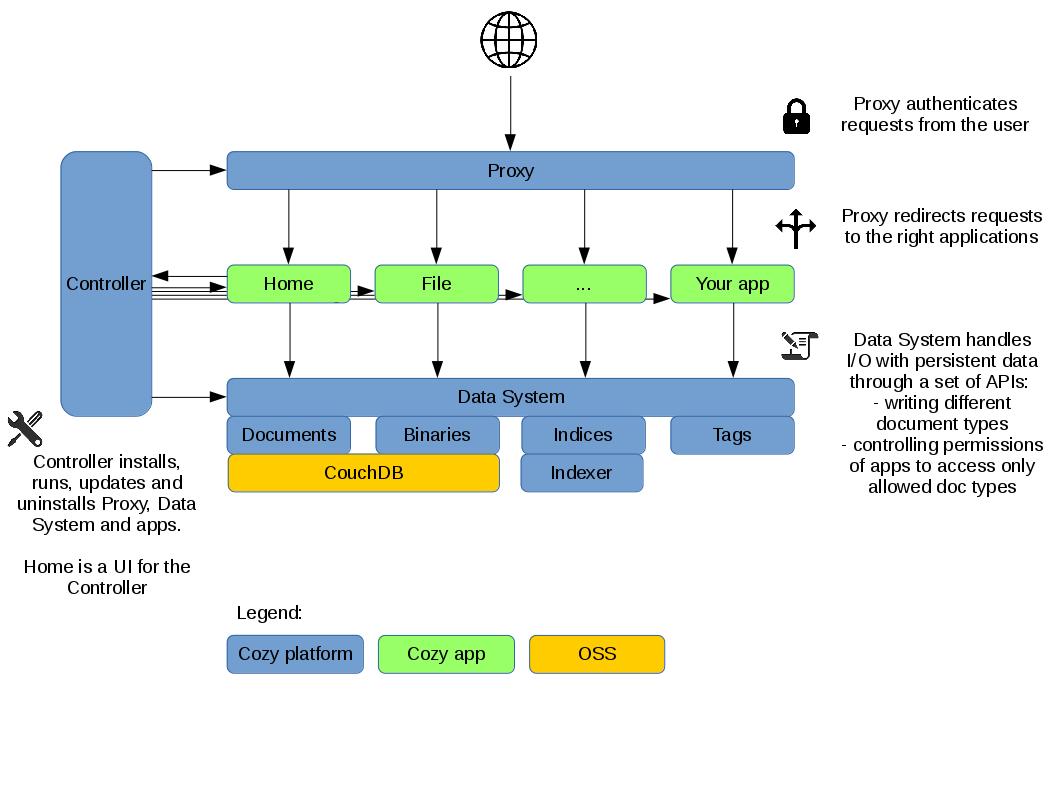 Proxy authenticates
requests from the user
Proxy
Proxy redirects requests
to the right applications
Controller
Home
File
...
Your app
Data System handles
I/O with persistent data
through a set of APIs:
- writing different
document types
- controlling permissions
of apps to access only
allowed doc types
Data System
Documents
Binaries
Indices
Tags
CouchDB
Indexer
Controller installs,
runs, updates and
uninstalls Proxy, Data
System and apps.
Home is a UI for the
Controller
Legend:
Cozy platform
Cozy app
OSS